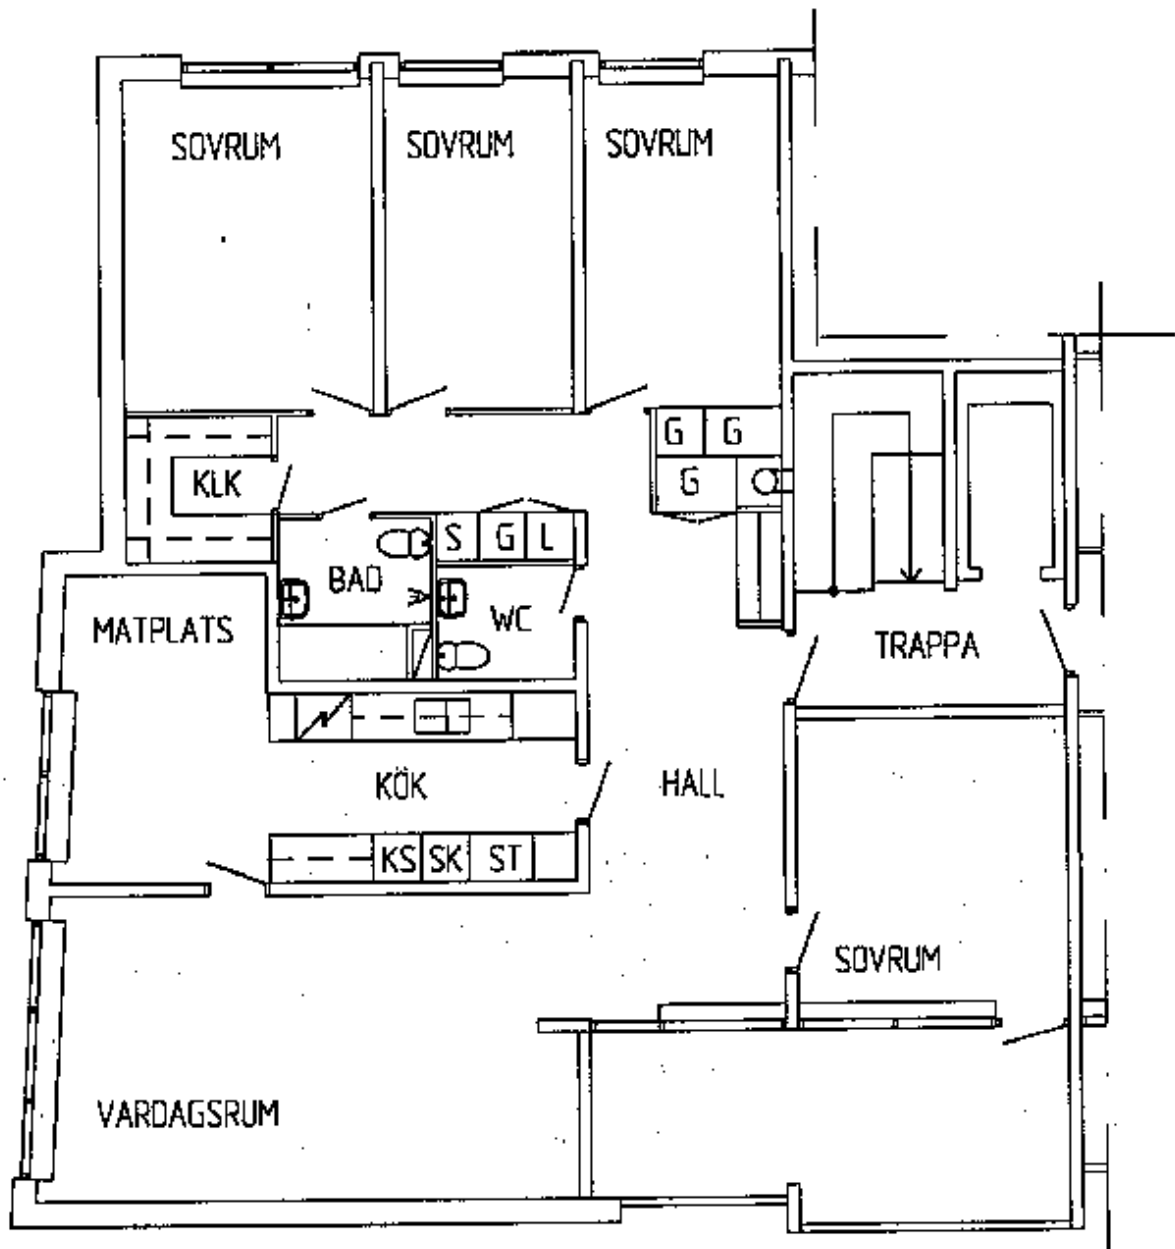 SOVRUM
SOVRUM
SOVRUM
G
G
G
KLK
S
G
L
BAD
WC
MATPLATS
TRAPPA
KÖK
HALL
KS
SK
ST
SOVRUM
VARDAGSRUM